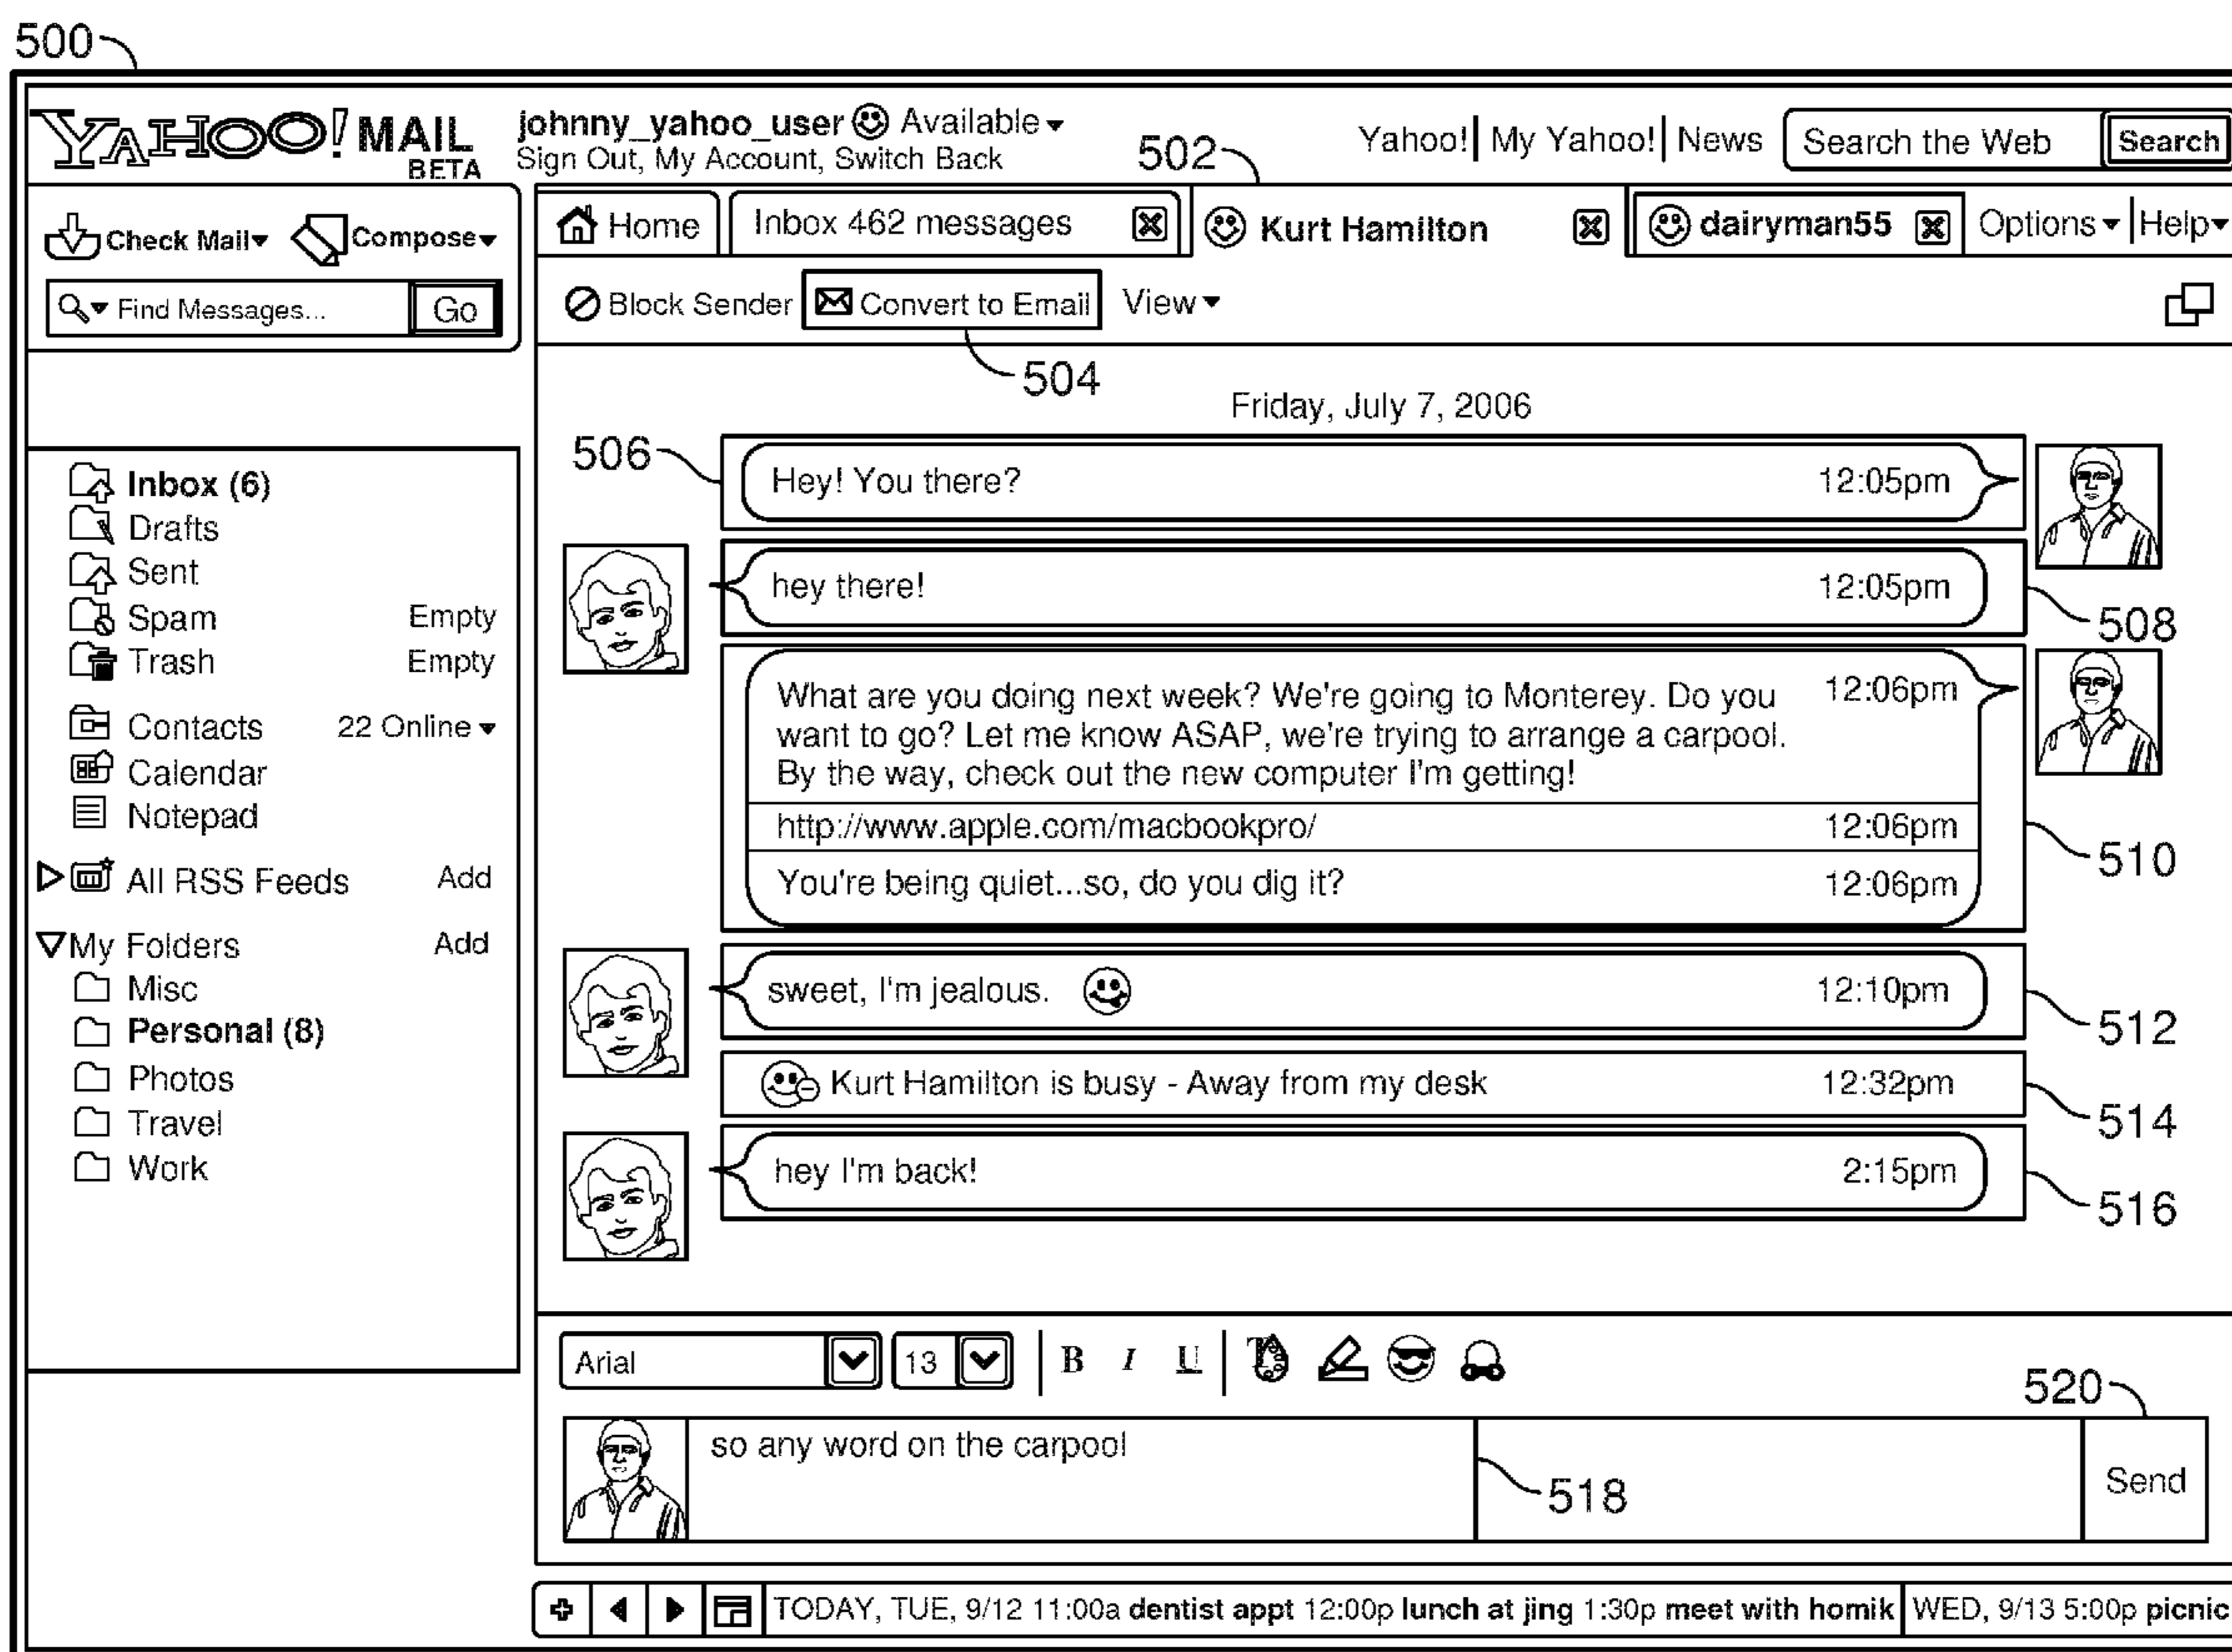 500
YAHOO! MAIL
BETA
johnny_yahoo_user Available
Sign Out, My Account, Switch Back
502
Yahoo! | My Yahoo! | News
Search the Web
Search
Check Mail
Compose
Find Messages...
Go
Home
Inbox 462 messages
Kurt Hamilton
dairyman55
Options
Help
Block Sender
Convert to Email
View
504
Friday, July 7, 2006
Inbox (6)
Drafts
Sent
Spam Empty
Trash Empty
Contacts 22 Online
Calendar
Notepad
All RSS Feeds Add
My Folders Add
Misc
Personal (8)
Photos
Travel
Work
506
Hey! You there? 12:05pm
hey there! 12:05pm
508
What are you doing next week? We're going to Monterey. Do you 12:06pm
want to go? Let me know ASAP, we're trying to arrange a carpool.
By the way, check out the new computer I'm getting!
http://www.apple.com/macbookpro/ 12:06pm
510
You're being quiet...so, do you dig it? 12:06pm
sweet, I'm jealous. 12:10pm
512
Kurt Hamilton is busy - Away from my desk 12:32pm
514
hey I'm back! 2:15pm
516
Arial
13
B I U T
520
so any word on the carpool
518
Send
TODAY, TUE, 9/12 11:00a dentist appt 12:00p lunch at jing 1:30p meet with homik
WED, 9/13 5:00p picnic